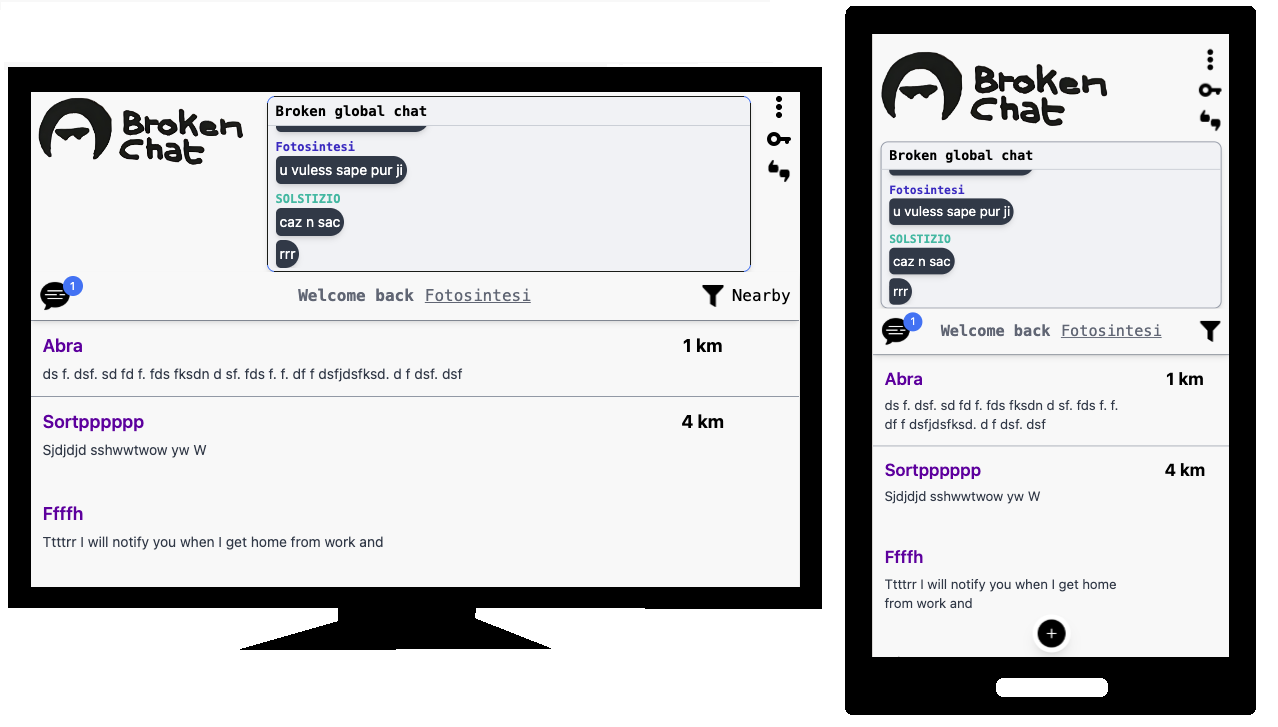 Broken
Chat
Broken global chat
Fotosintesi
u vuless sape pur ji
SOLSTIZIO
caz n sac
rrr
1
Welcome back Fotosintesi
Nearby
Abra
1 km
ds f. dsf. sd fd f. fds fksdn d sf. fds f. f. df f dsfjdsfksd. d f dsf. dsf
Sortpppppp
4 km
Sjdjdjd sshwwtwow yw W
Ffffh
Ttttrr I will notify you when I get home from work and
Broken
Chat
Broken global chat
Fotosintesi
u vuless sape pur ji
SOLSTIZIO
caz n sac
rrr
1
Welcome back Fotosintesi
Abra
1 km
ds f. dsf. sd fd f. fds fksdn d sf. fds f. f.
df f dsfjdsfksd. d f dsf. dsf
Sortpppppp
4 km
Sjdjdjd sshwwtwow yw W
Ffffh
Ttttrr I will notify you when I get home
from work and
+